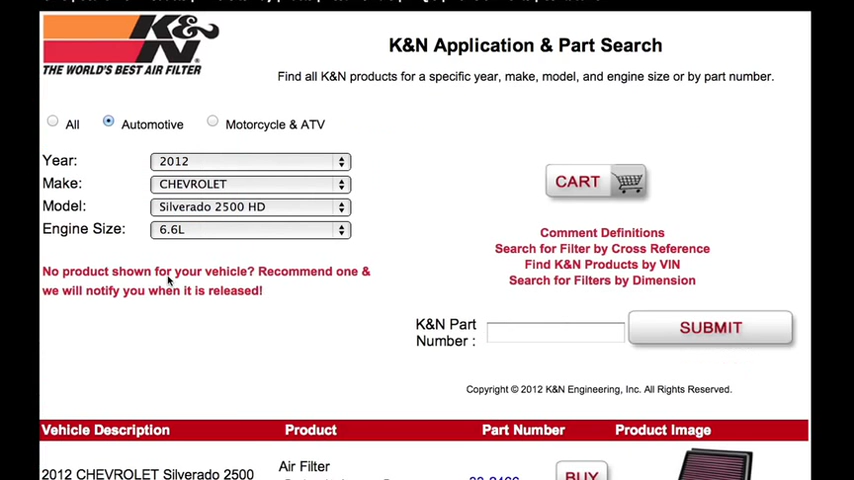 K&N
THE WORLD'S BEST AIR FILTER
K&N Application & Part Search
Find all K&N products for a specific year, make, model, and engine size or by part number.
All
Automotive
Motorcycle & ATV
Year:
2012
Make:
CHEVROLET
Model:
Silverado 2500 HD
Engine Size:
6.6L
CART
No product shown for your vehicle? Recommend one &
we will notify you when it is released!
Comment Definitions
Search for Filter by Cross Reference
Find K&N Products by VIN
Search for Filters by Dimension
K&N Part
Number :
SUBMIT
Copyright © 2012 K&N Engineering, Inc. All Rights Reserved.
Vehicle Description
Product
Part Number
Product Image
2012 CHEVROLET Silverado 2500
Air Filter
BUY